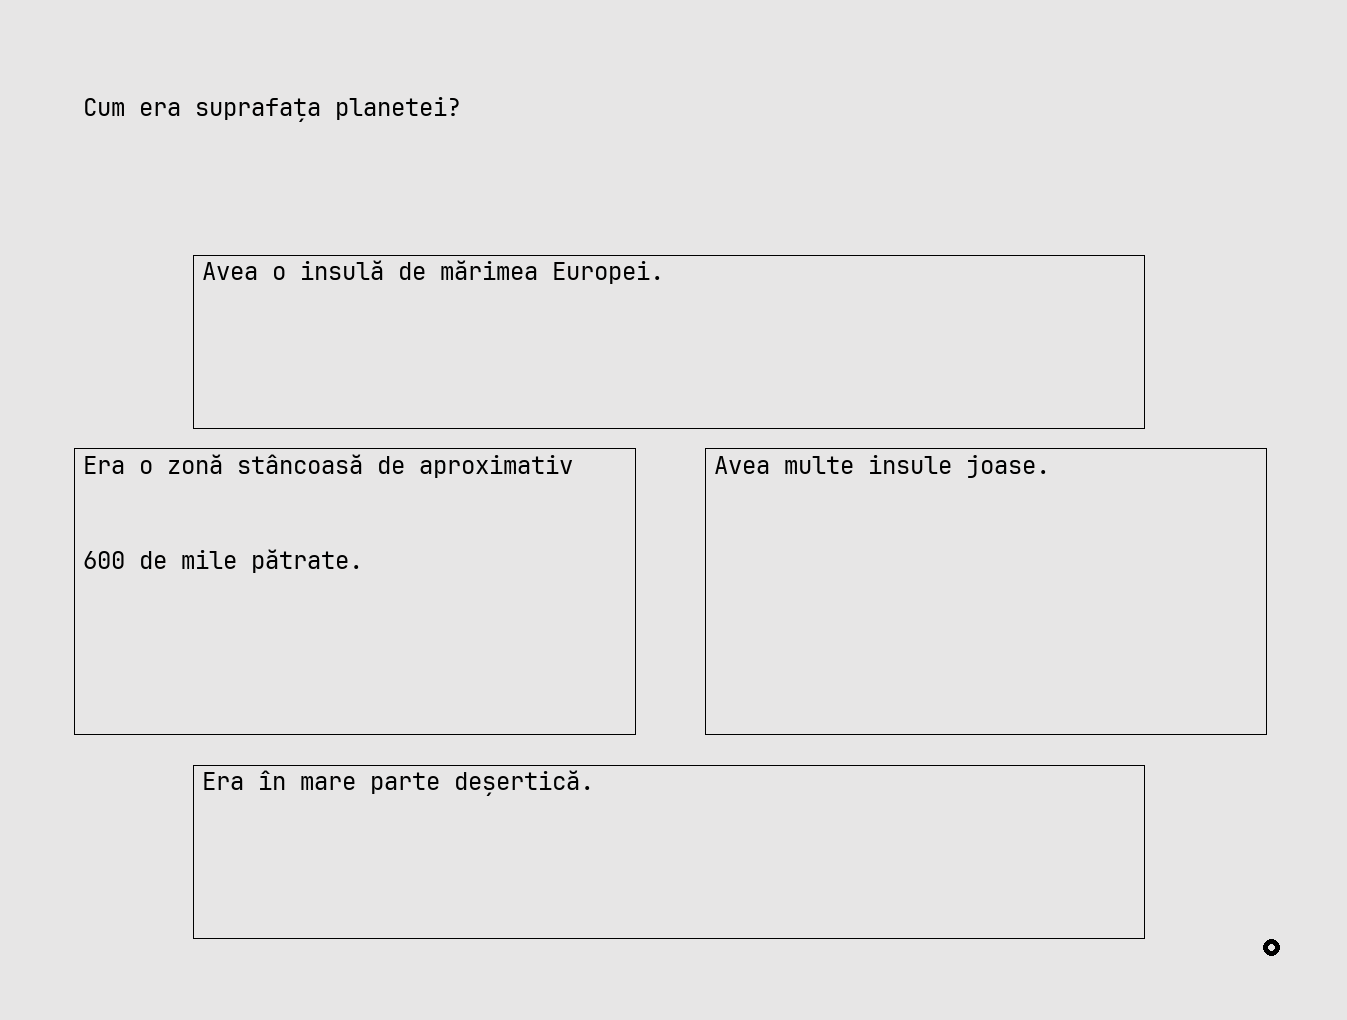 Cum era suprafața planetei?
Avea o insulă de mărimea Europei.
Era o zonă stâncoasă de aproximativ
600 de mile pătrate.
Avea multe insule joase.
Era în mare parte deșertică.